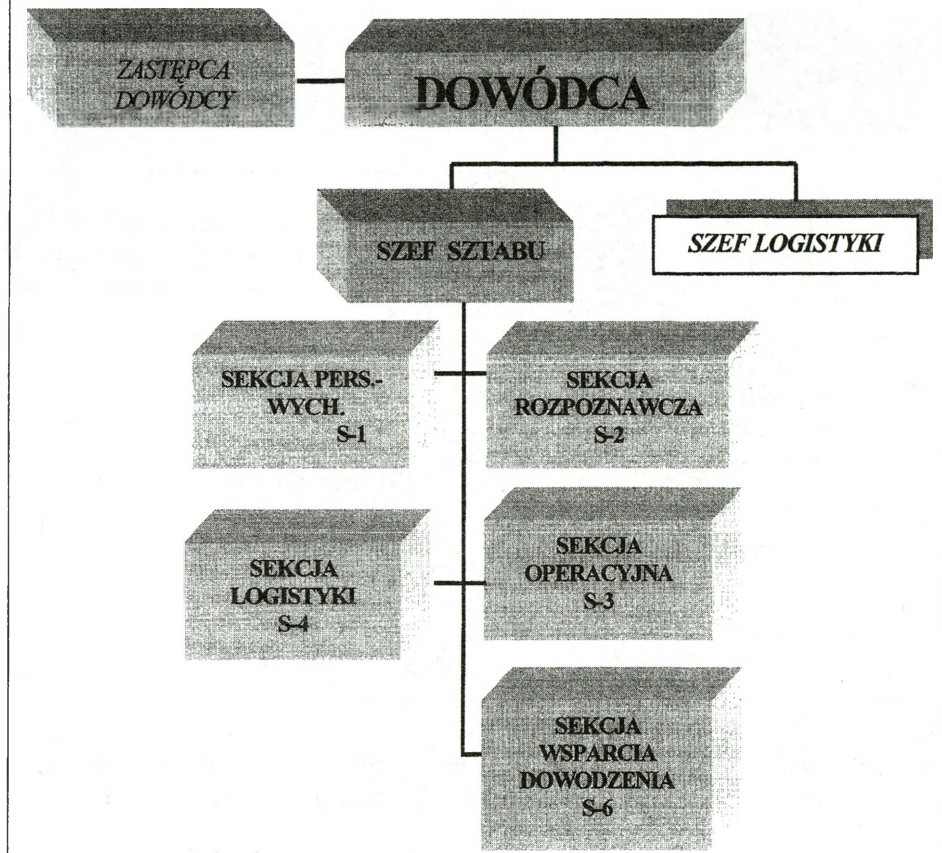 ZASTĘPCA
DOWÓDCY
DOWÓDCA
SZEF SZTABU
SZEF LOGISTYKI
SEKCJA PERS.-
WYCH.
S-1
SEKCJA
ROZPOZNAWCZA
S-2
SEKCJA
LOGISTYKI
S-4
SEKCJA
OPERACYJNA
S-3
SEKCJA
WSPARCIA
DOWODZENIA
S-6